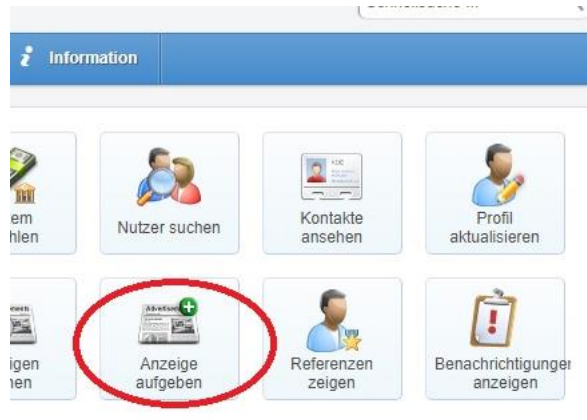 Information
Nutzer suchen
Kontakte
ansehen
Profil
aktualisieren
Anzeige
aufgeben
Referenzen
zeigen
Benachrichtigunger
anzeigen